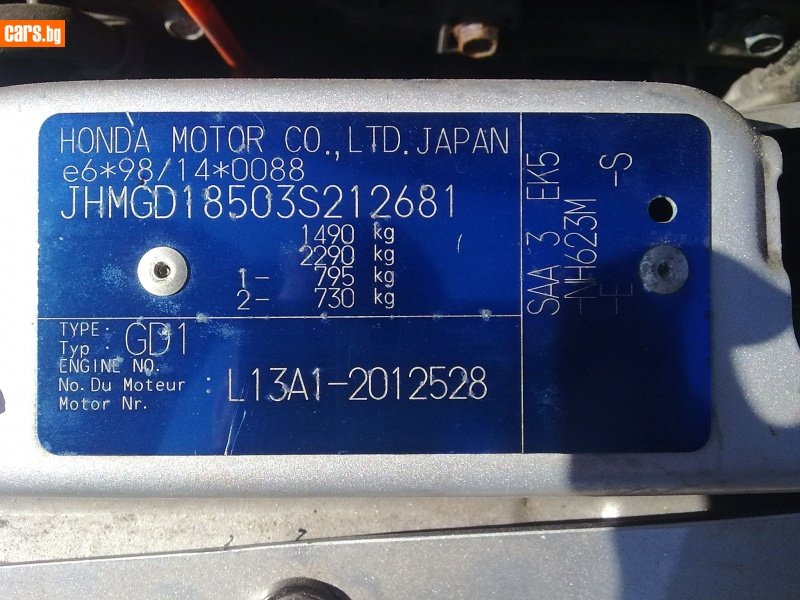 cars.bg
HONDA MOTOR CO.,LTD.JAPAN
e6*98/14*0088
JHMGD18503S212681
1490 kg
2290 kg
1- 795 kg
2- 730 kg
TYPE:
Typ : GD1
ENGINE NO.
No.Du Moteur : L13A1-2012528
Motor Nr.
SAA 3 EK5
-NH623M
-E -S